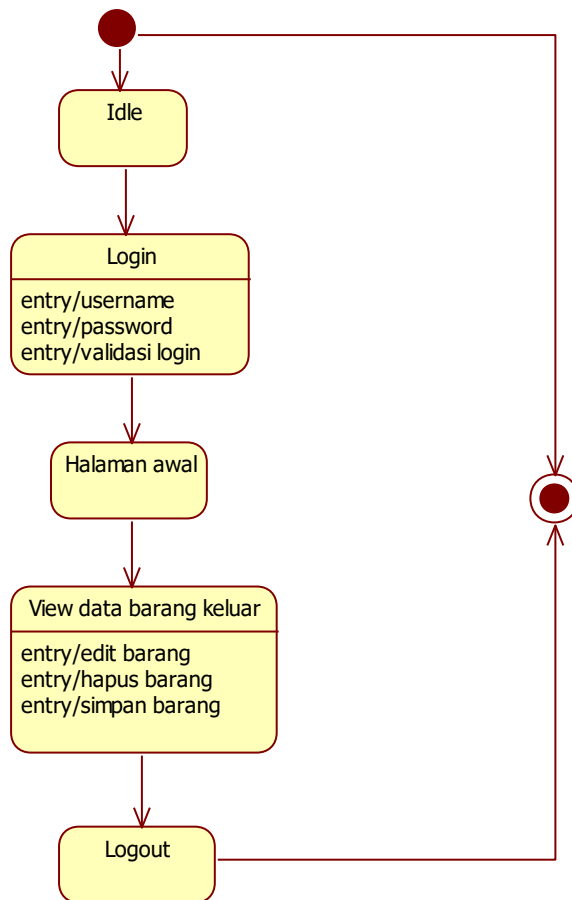 Idle
Login
entry/username
entry/password
entry/validasi login
Halaman awal
View data barang keluar
entry/edit barang
entry/hapus barang
entry/simpan barang
Logout